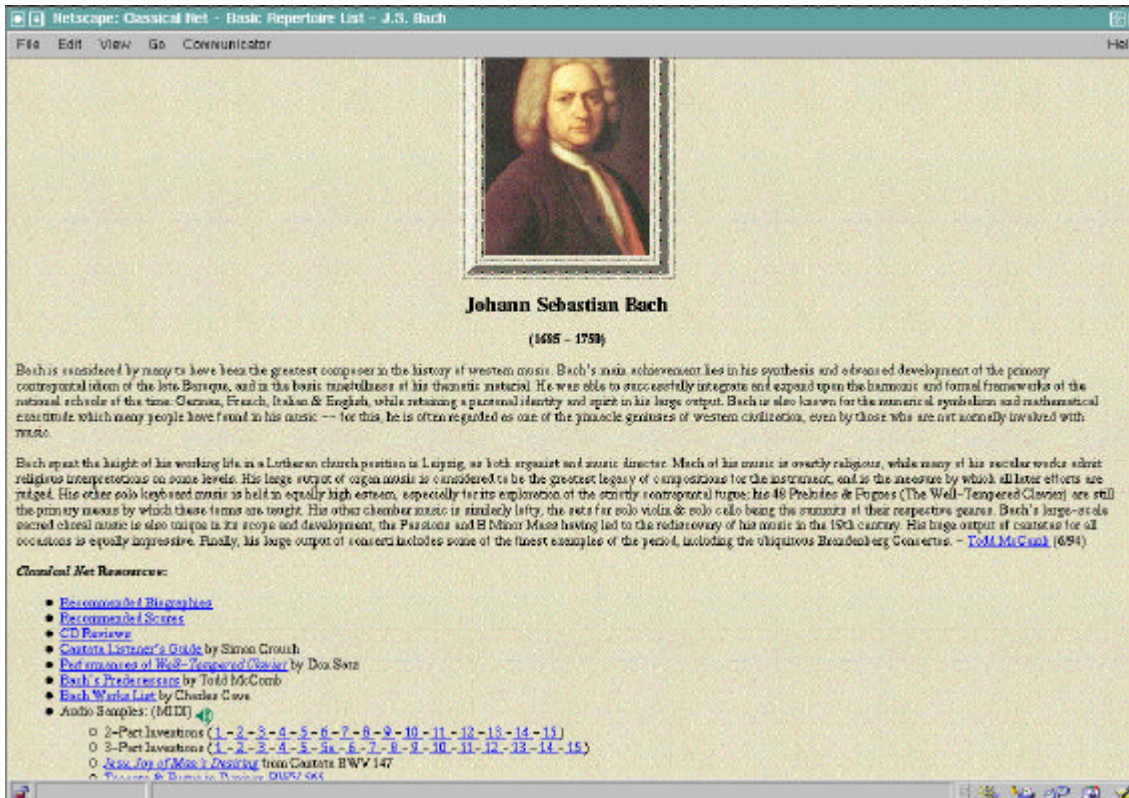 Netscape: Classical Net - Basic Repertoire List - J.S. Bach
File Edit View Go Communicator Hel
Johann Sebastian Bach
(1685 - 1750)
Bach is considered by many to have been the greatest composer in the history of western music. Bach's main achievement lies in his synthesis and advanced development of the primary
contrapuntal idiom of the late Baroque, and in the basic tunefullness of his thematic material. He was able to successfully integrate and expand upon the harmonic and formal frameworks of the
national schools of the time: German, French, Italian & English, while retaining a personal identity and spirit in his large output. Bach is also known for the numerical symbolism and mathematical
exactitude which many people have found in his music -- for this, he is often regarded as one of the pinnacle geniuses of western civilization, even by those who are not normally involved with
music.
Bach spent the height of his working life in a Lutheran church position in Leipzig, as both organist and music director. Much of his music is overtly religious, while many of his secular works admit
religious interpretations on some levels. His large output of organ music is considered to be the greatest legacy of compositions for the instrument, and is the measure by which all later efforts are
judged. His other solo keyboard music is held in equally high esteem, especially for its exploration of the strictly contrapuntal fugue; his 48 Preludes & Fugues (The Well-Tempered Clavier) are still
the primary means by which these forms are taught. His other chamber music is similarly lofty, the sets for solo violin & solo cello being the summits of their respective genres. Bach's large-scale
sacred choral music is also unique in its scope and development, the Passions and B Minor Mass having led to the rediscovery of his music in the 19th century. His huge output of cantatas for all
occasions is equally impressive. Finally, his large output of concerti includes some of the finest examples of the period, including the ubiquitous Brandenberg Concertos. - Todd McComb (6/94)
Classical Net Resources:
Recommended Biographies
Recommended Scores
CD Reviews
Cantata Listener's Guide by Simon Crouch
Performances of Well-Tempered Clavier by Don Satz
Bach's Predecessors by Todd McComb
Bach Works List by Charles Cave
Audio Samples: (MIDI)
2-Part Inventions (1 - 2 - 3 - 4 - 5 - 6 - 7 - 8 - 9 - 10 - 11 - 12 - 13 - 14 - 15)
3-Part Inventions (1 - 2 - 3 - 4 - 5 - 5a - 6 - 7 - 8 - 9 - 10 - 11 - 12 - 13 - 14 - 15)
Jesu, Joy of Man's Desiring from Cantata BWV 147